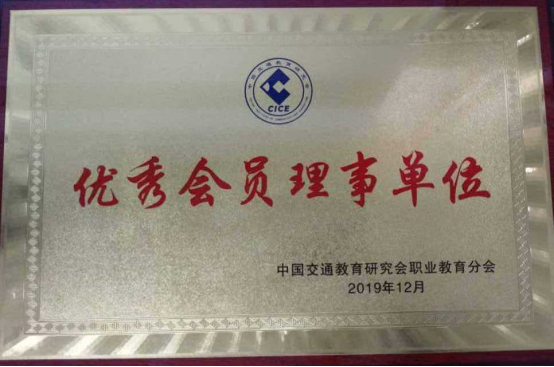 CICE
优秀会员理事单位
中国交通教育研究会职业教育分会
2019年12月